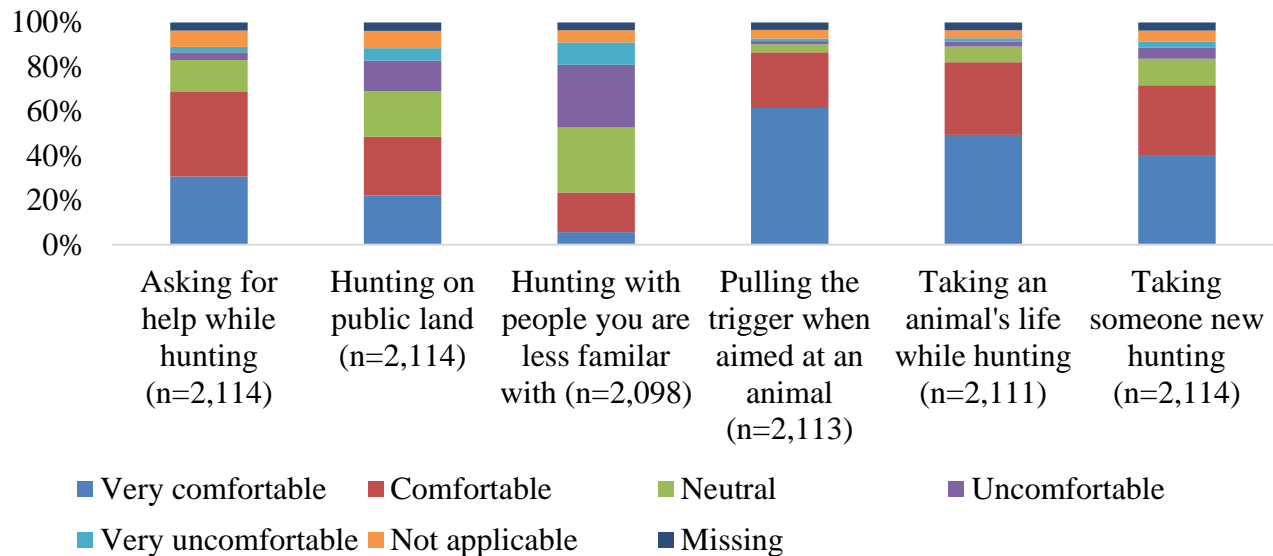 100%
80%
60%
40%
20%
0%
Asking for
help while
hunting
(n=2,114)
Hunting on
public land
(n=2,114)
Hunting with
people you are
less familar
with (n=2,098)
Pulling the
trigger when
aimed at an
animal
(n=2,113)
Taking an
animal's life
while hunting
(n=2,111)
Taking
someone new
hunting
(n=2,114)
Very comfortable
Comfortable
Neutral
Uncomfortable
Very uncomfortable
Not applicable
Missing